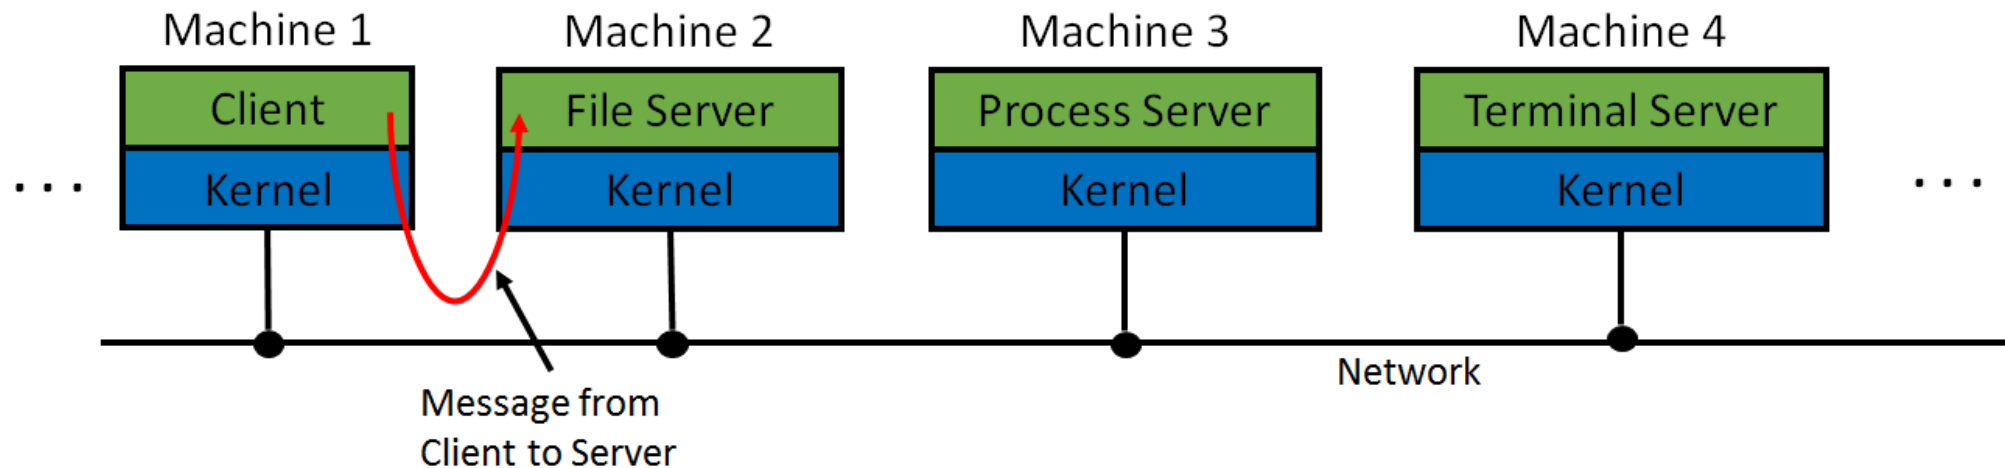 Machine 1
Machine 2
Machine 3
Machine 4
Client
File Server
Process Server
Terminal Server
...
Kernel
Kernel
Kernel
Kernel
...
Network
Message from
Client to Server